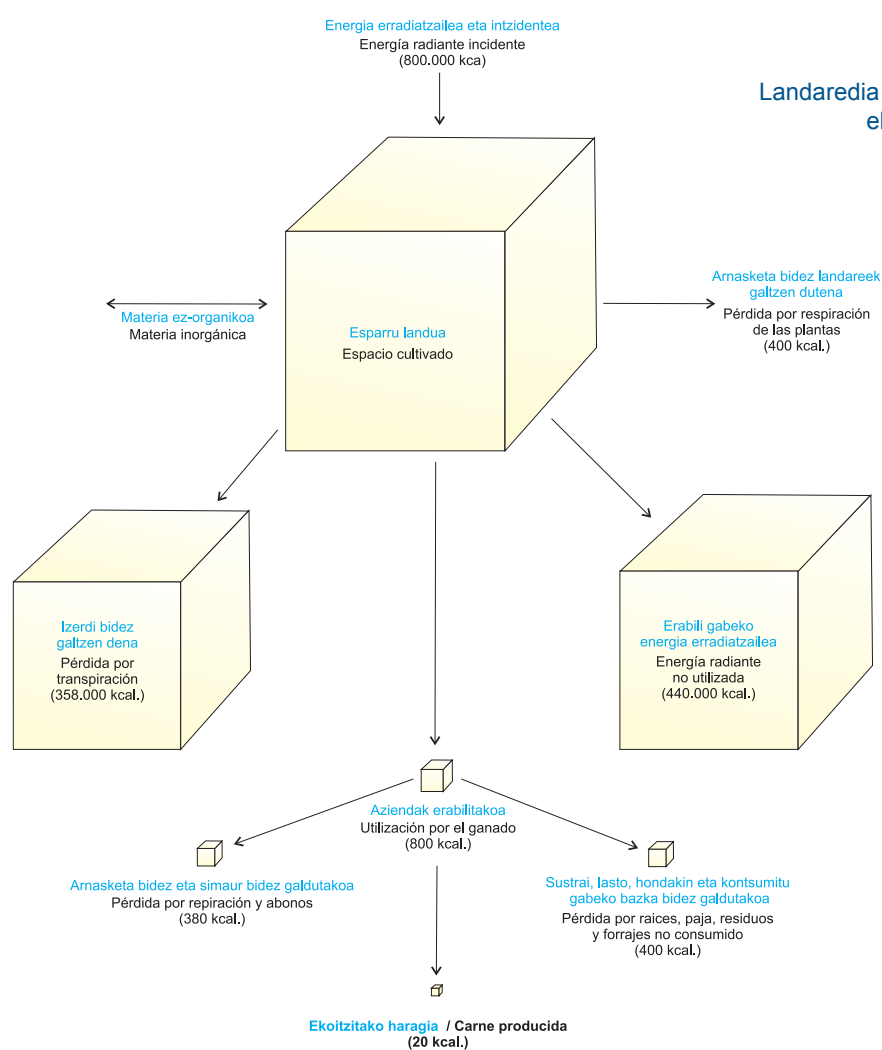 Energia erradiatzailea eta intzidentea
Energía radiante incidente
(800.000 kca)
Landaredia
Arnasketa bidez landareek
galtzen dutena
Pérdida por respiración
de las plantas
(400 kcal.)
Materia ez-organikoa
Materia inorgánica
Esparru landua
Espacio cultivado
Izerdi bidez
galtzen dena
Pérdida por
transpiración
(358.000 kcal.)
Erabili gabeko
energia erradiatzailea
Energía radiante
no utilizada
(440.000 kcal.)
Aziendak erabilitakoa
Utilización por el ganado
(800 kcal.)
Arnasketa bidez eta simaur bidez galdutakoa
Pérdida por repiración y abonos
(380 kcal.)
Sustrai, lasto, hondakin eta kontsumitu
gabeko bazka bidez galdutakoa
Pérdida por raices, paja, residuos
y forrajes no consumido
(400 kcal.)
Ekoitzitako haragia / Carne producida
(20 kcal.)